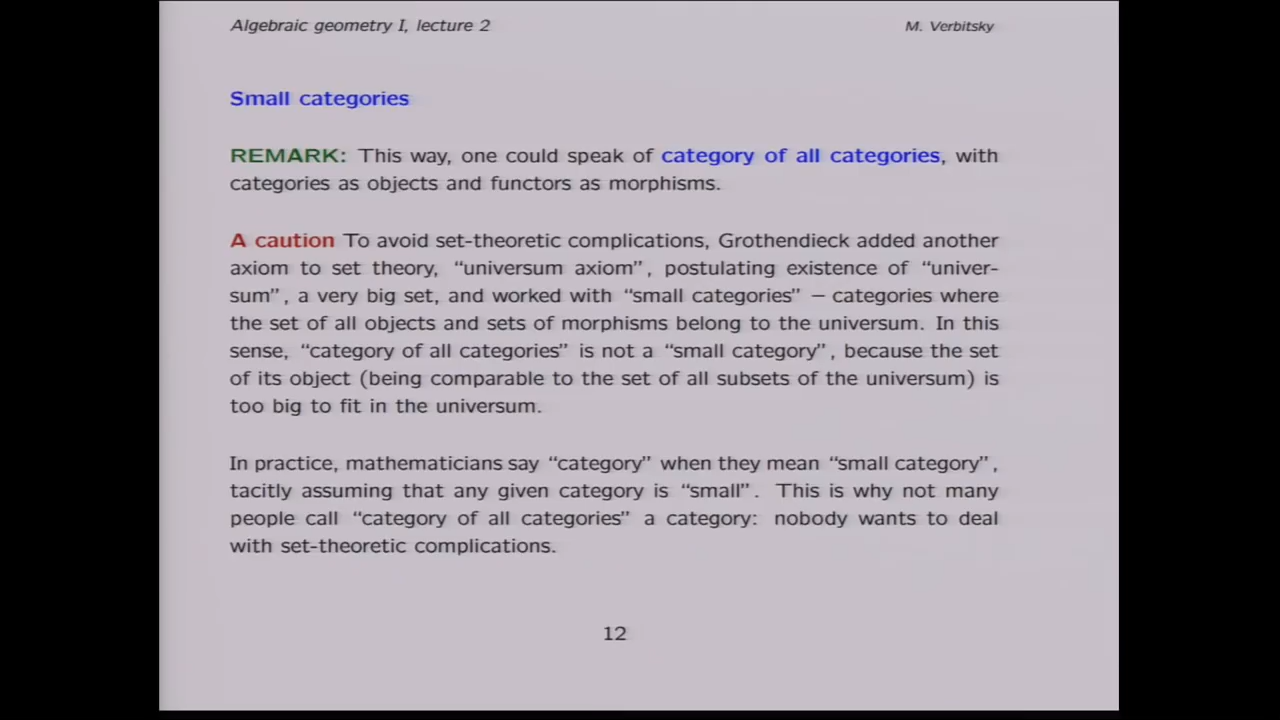 Algebraic geometry I, lecture 2
M. Verbitsky
Small categories
REMARK: This way, one could speak of category of all categories, with
categories as objects and functors as morphisms.
A caution To avoid set-theoretic complications, Grothendieck added another
axiom to set theory, “universum axiom”, postulating existence of “univer-
sum”, a very big set, and worked with “small categories” – categories where
the set of all objects and sets of morphisms belong to the universum. In this
sense, “category of all categories” is not a “small category”, because the set
of its object (being comparable to the set of all subsets of the universum) is
too big to fit in the universum.
In practice, mathematicians say “category” when they mean “small category”,
tacitly assuming that any given category is “small”. This is why not many
people call “category of all categories” a category: nobody wants to deal
with set-theoretic complications.
12